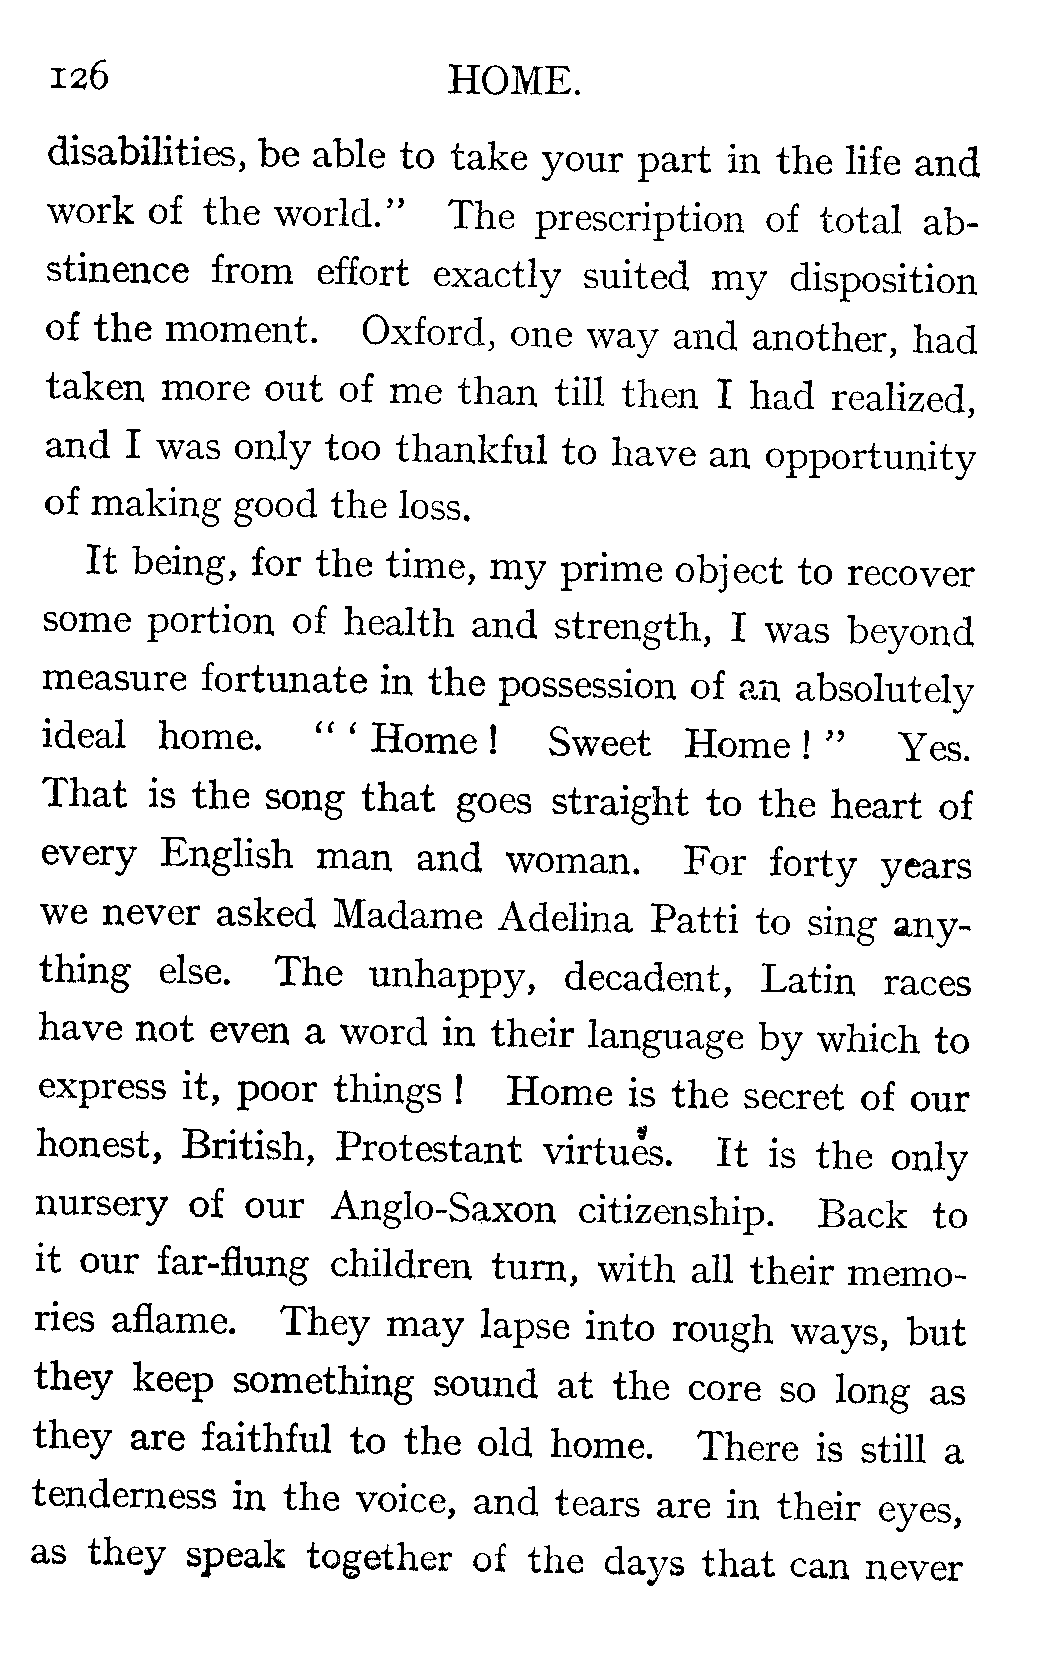 126 HOME.
disabilities, be able to take your part in the life and
work of the world.” The prescription of total ab-
stinence from effort exactly suited my disposition
of the moment. Oxford, one way and another, had
taken more out of me than till then I had realized,
and I was only too thankful to have an opportunity
of making good the loss.
It being, for the time, my prime object to recover
some portion of health and strength, I was beyond
measure fortunate in the possession of an absolutely
ideal home. “ ‘ Home ! Sweet Home ! ” Yes.
That is the song that goes straight to the heart of
every English man and woman. For forty years
we never asked Madame Adelina Patti to sing any-
thing else. The unhappy, decadent, Latin races
have not even a word in their language by which to
express it, poor things ! Home is the secret of our
honest, British, Protestant virtues. It is the only
nursery of our Anglo-Saxon citizenship. Back to
it our far-flung children turn, with all their memo-
ries aflame. They may lapse into rough ways, but
they keep something sound at the core so long as
they are faithful to the old home. There is still a
tenderness in the voice, and tears are in their eyes,
as they speak together of the days that can never